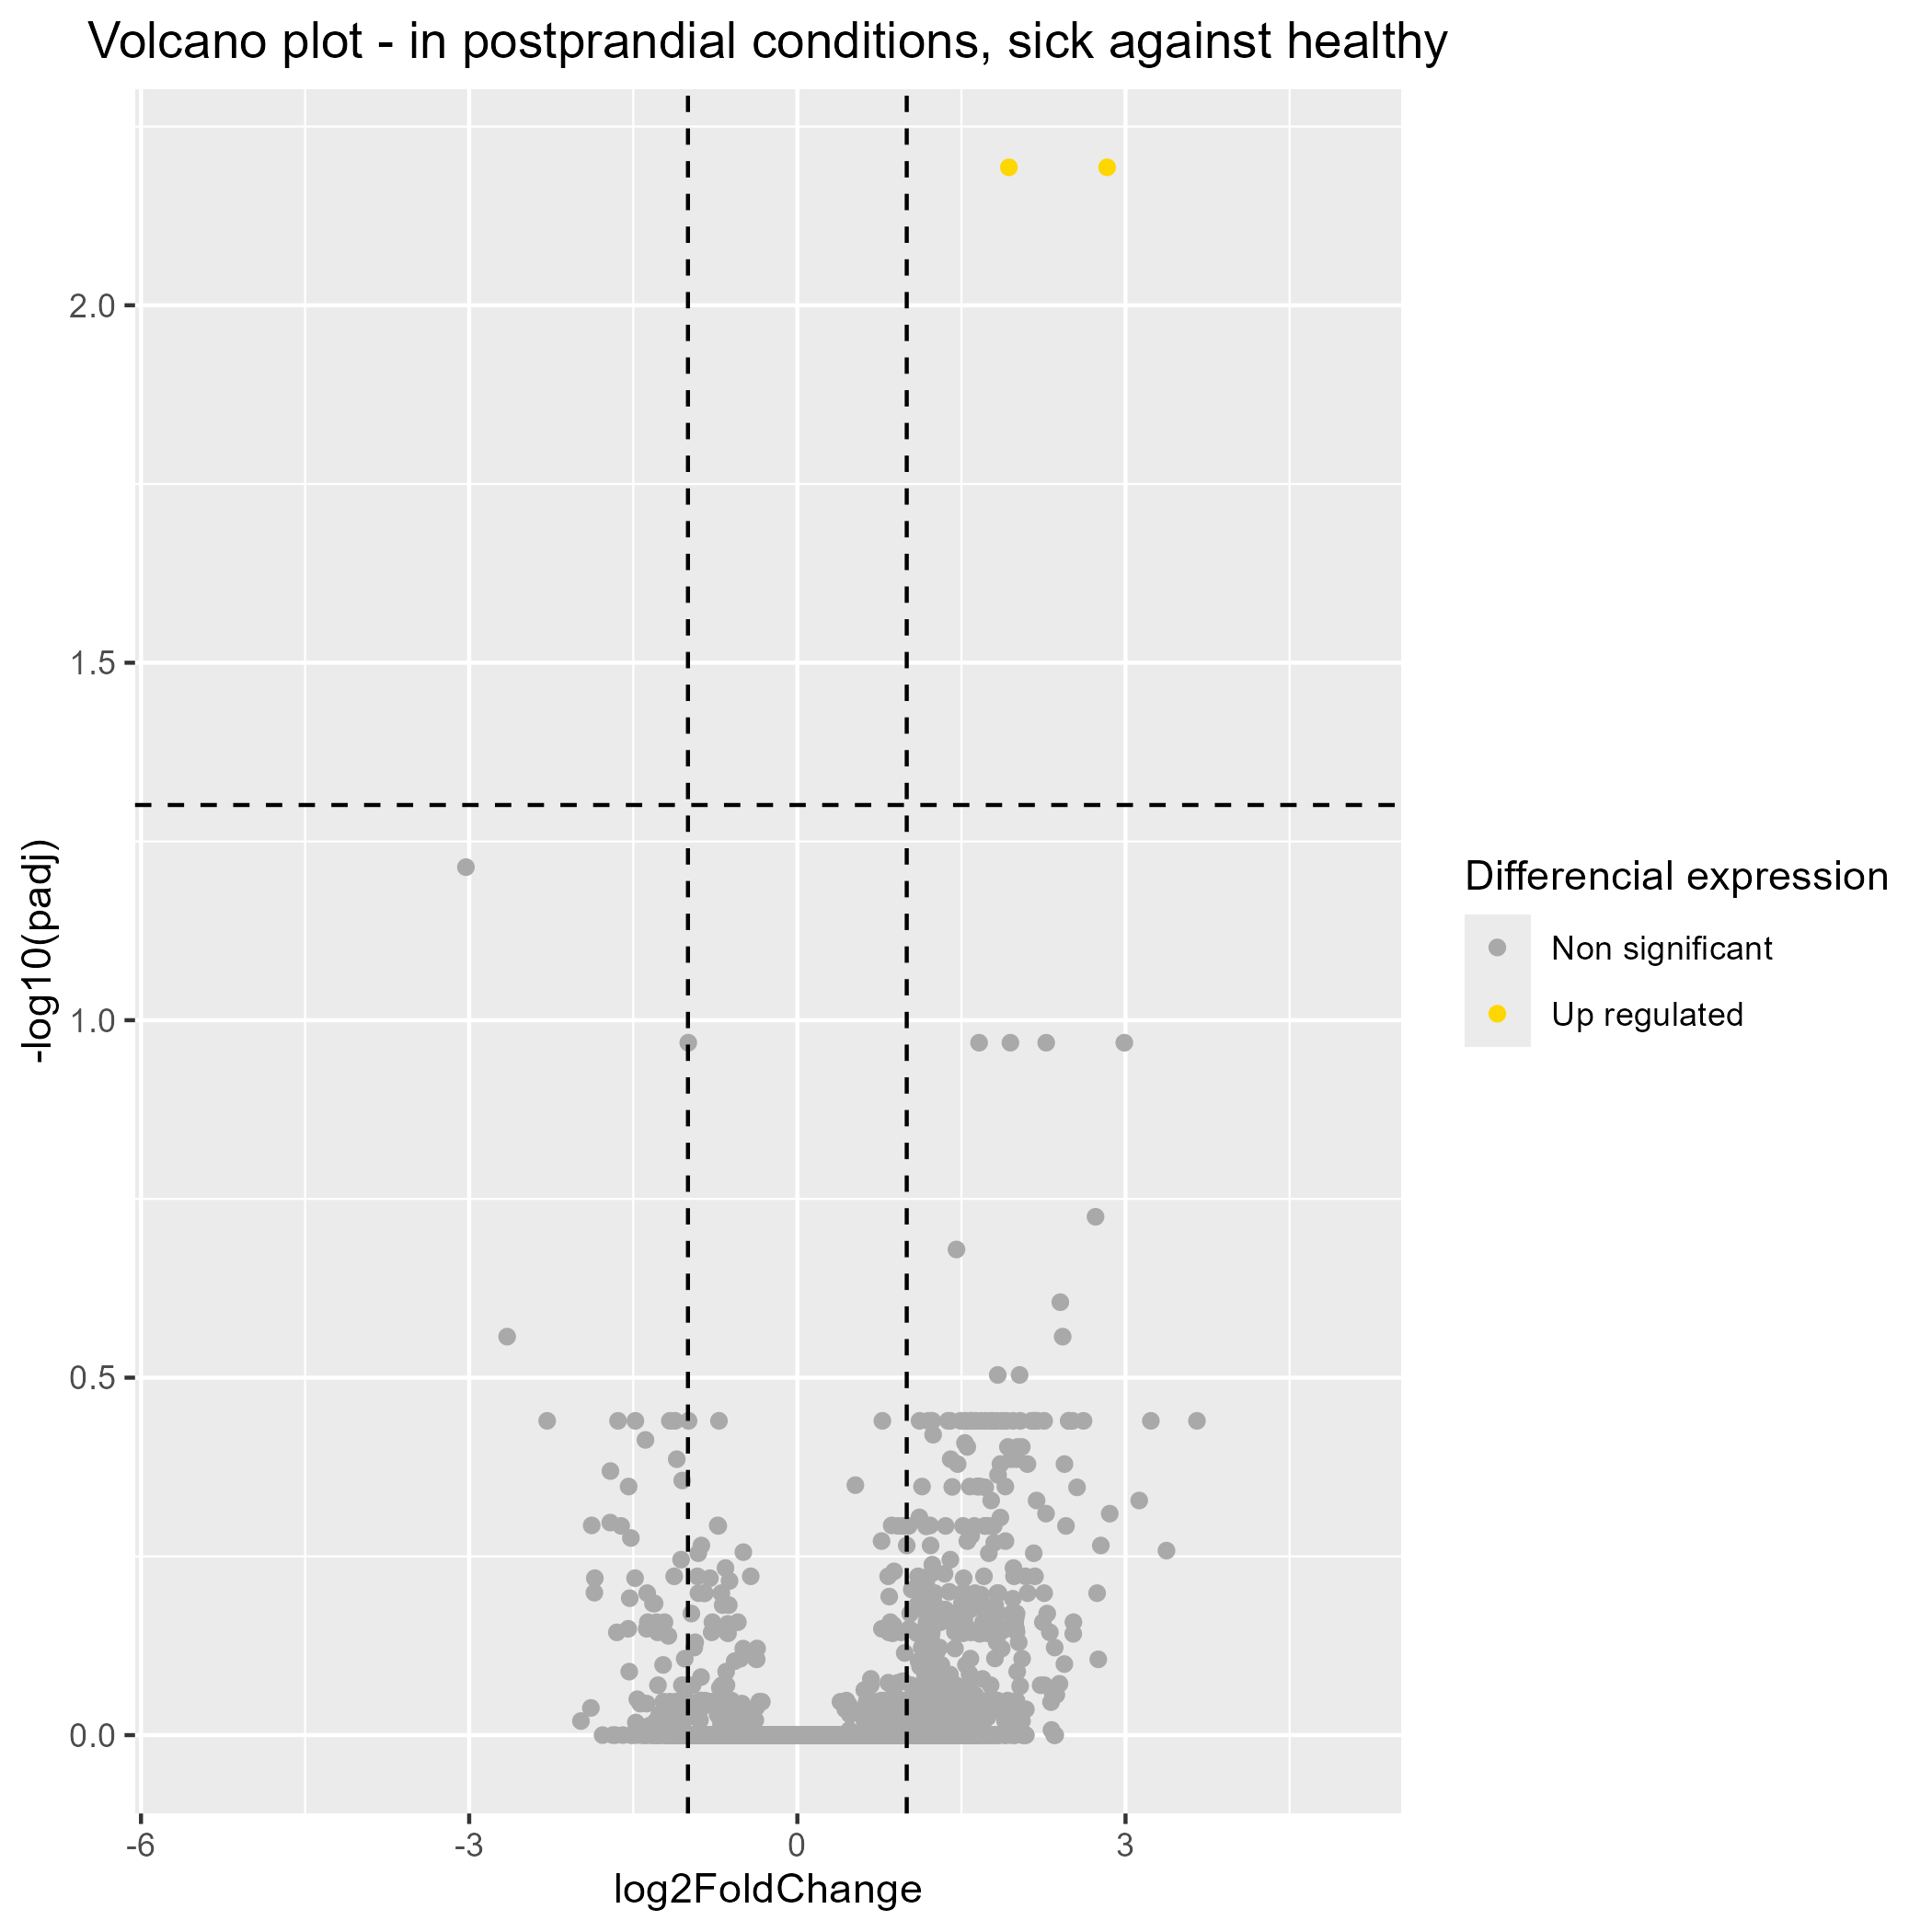 Volcano plot - in postprandial conditions, sick against healthy
2.0
1.5
1.0
0.5
0.0
-log10(padj)
-6
-3
0
3
log2FoldChange
Differencial expression
Non significant
Up regulated